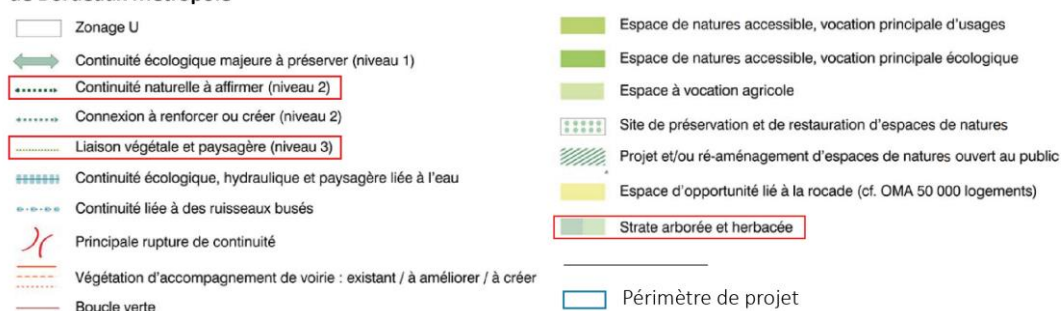 de Bordeaux Métropole
Zonage U
Continuité écologique majeure à préserver (niveau 1)
Continuité naturelle à affirmer (niveau 2)
Connexion à renforcer ou créer (niveau 2)
Liaison végétale et paysagère (niveau 3)
Continuité écologique, hydraulique et paysagère liée à l'eau
Continuité liée à des ruisseaux busés
Principale rupture de continuité
Végétation d'accompagnement de voirie : existant / à améliorer / à créer
Boucle verte
Espace de natures accessible, vocation principale d'usages
Espace de natures accessible, vocation principale écologique
Espace à vocation agricole
Site de préservation et de restauration d'espaces de natures
Projet et/ou ré-aménagement d'espaces de natures ouvert au public
Espace d'opportunité lié à la rocade (cf. OMA 50 000 logements)
Strate arborée et herbacée
Périmètre de projet